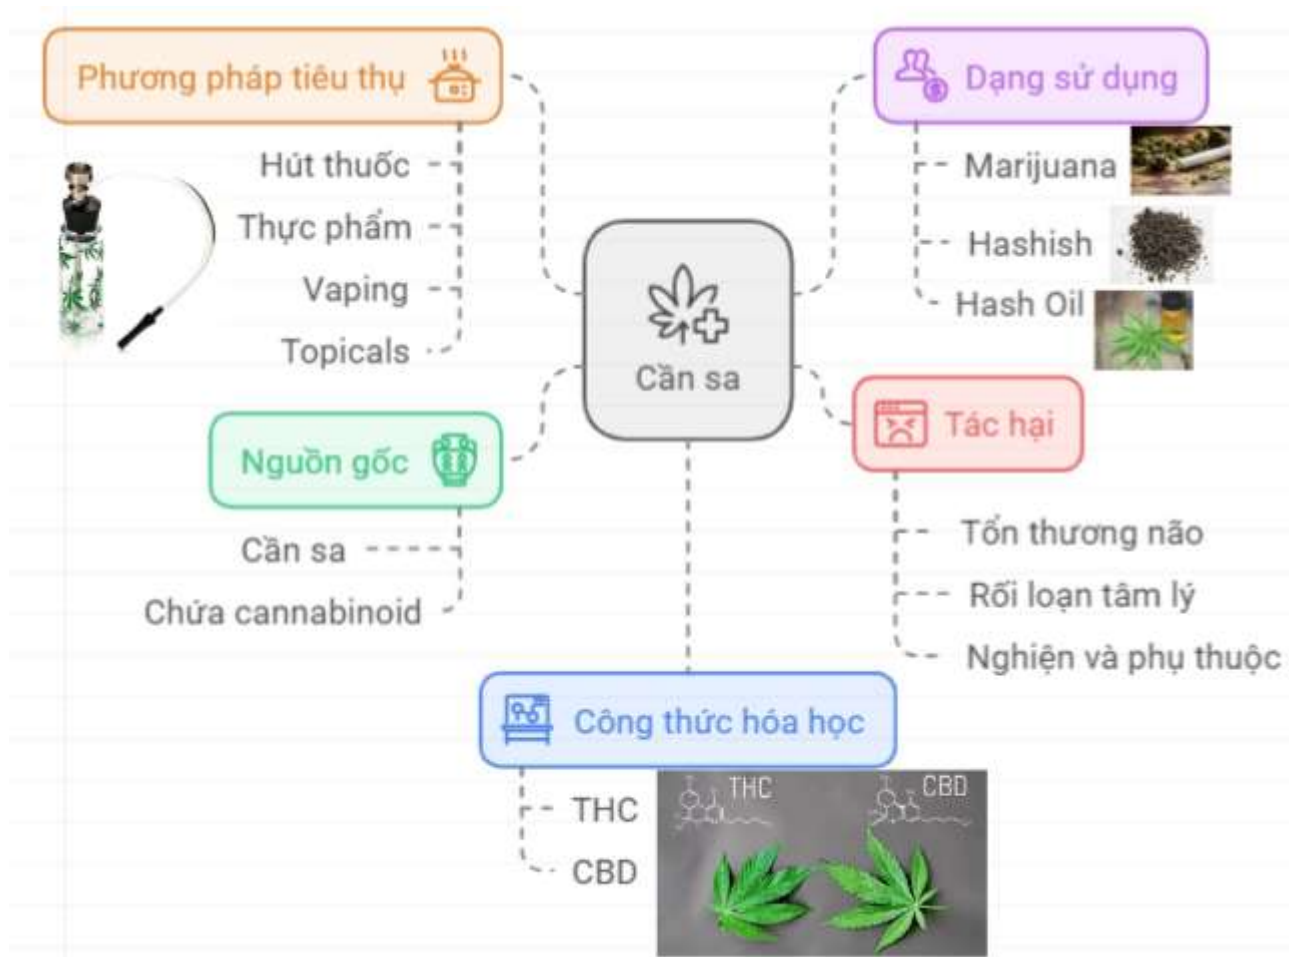 Phương pháp tiêu thụ
Hút thuốc
Thực phẩm
Vaping
Topicals
Dạng sử dụng
Marijuana
Hashish
Hash Oil
Cần sa
Nguồn gốc
Cần sa
Chứa cannabinoid
Tác hại
Tổn thương não
Rối loạn tâm lý
Nghiện và phụ thuộc
Công thức hóa học
THC
CBD
THC
CBD